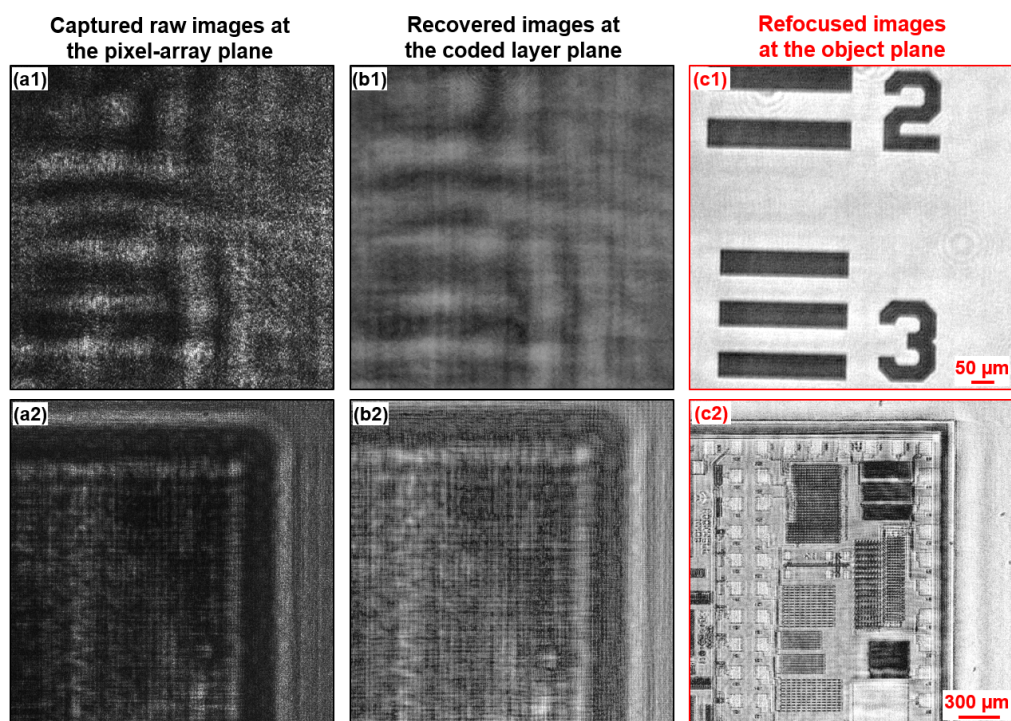 Captured raw images at
the pixel-array plane
Recovered images at
the coded layer plane
Refocused images
at the object plane
(a1)
(b1)
(c1)
2
3
50 µm
(a2)
(b2)
(c2)
300 µm